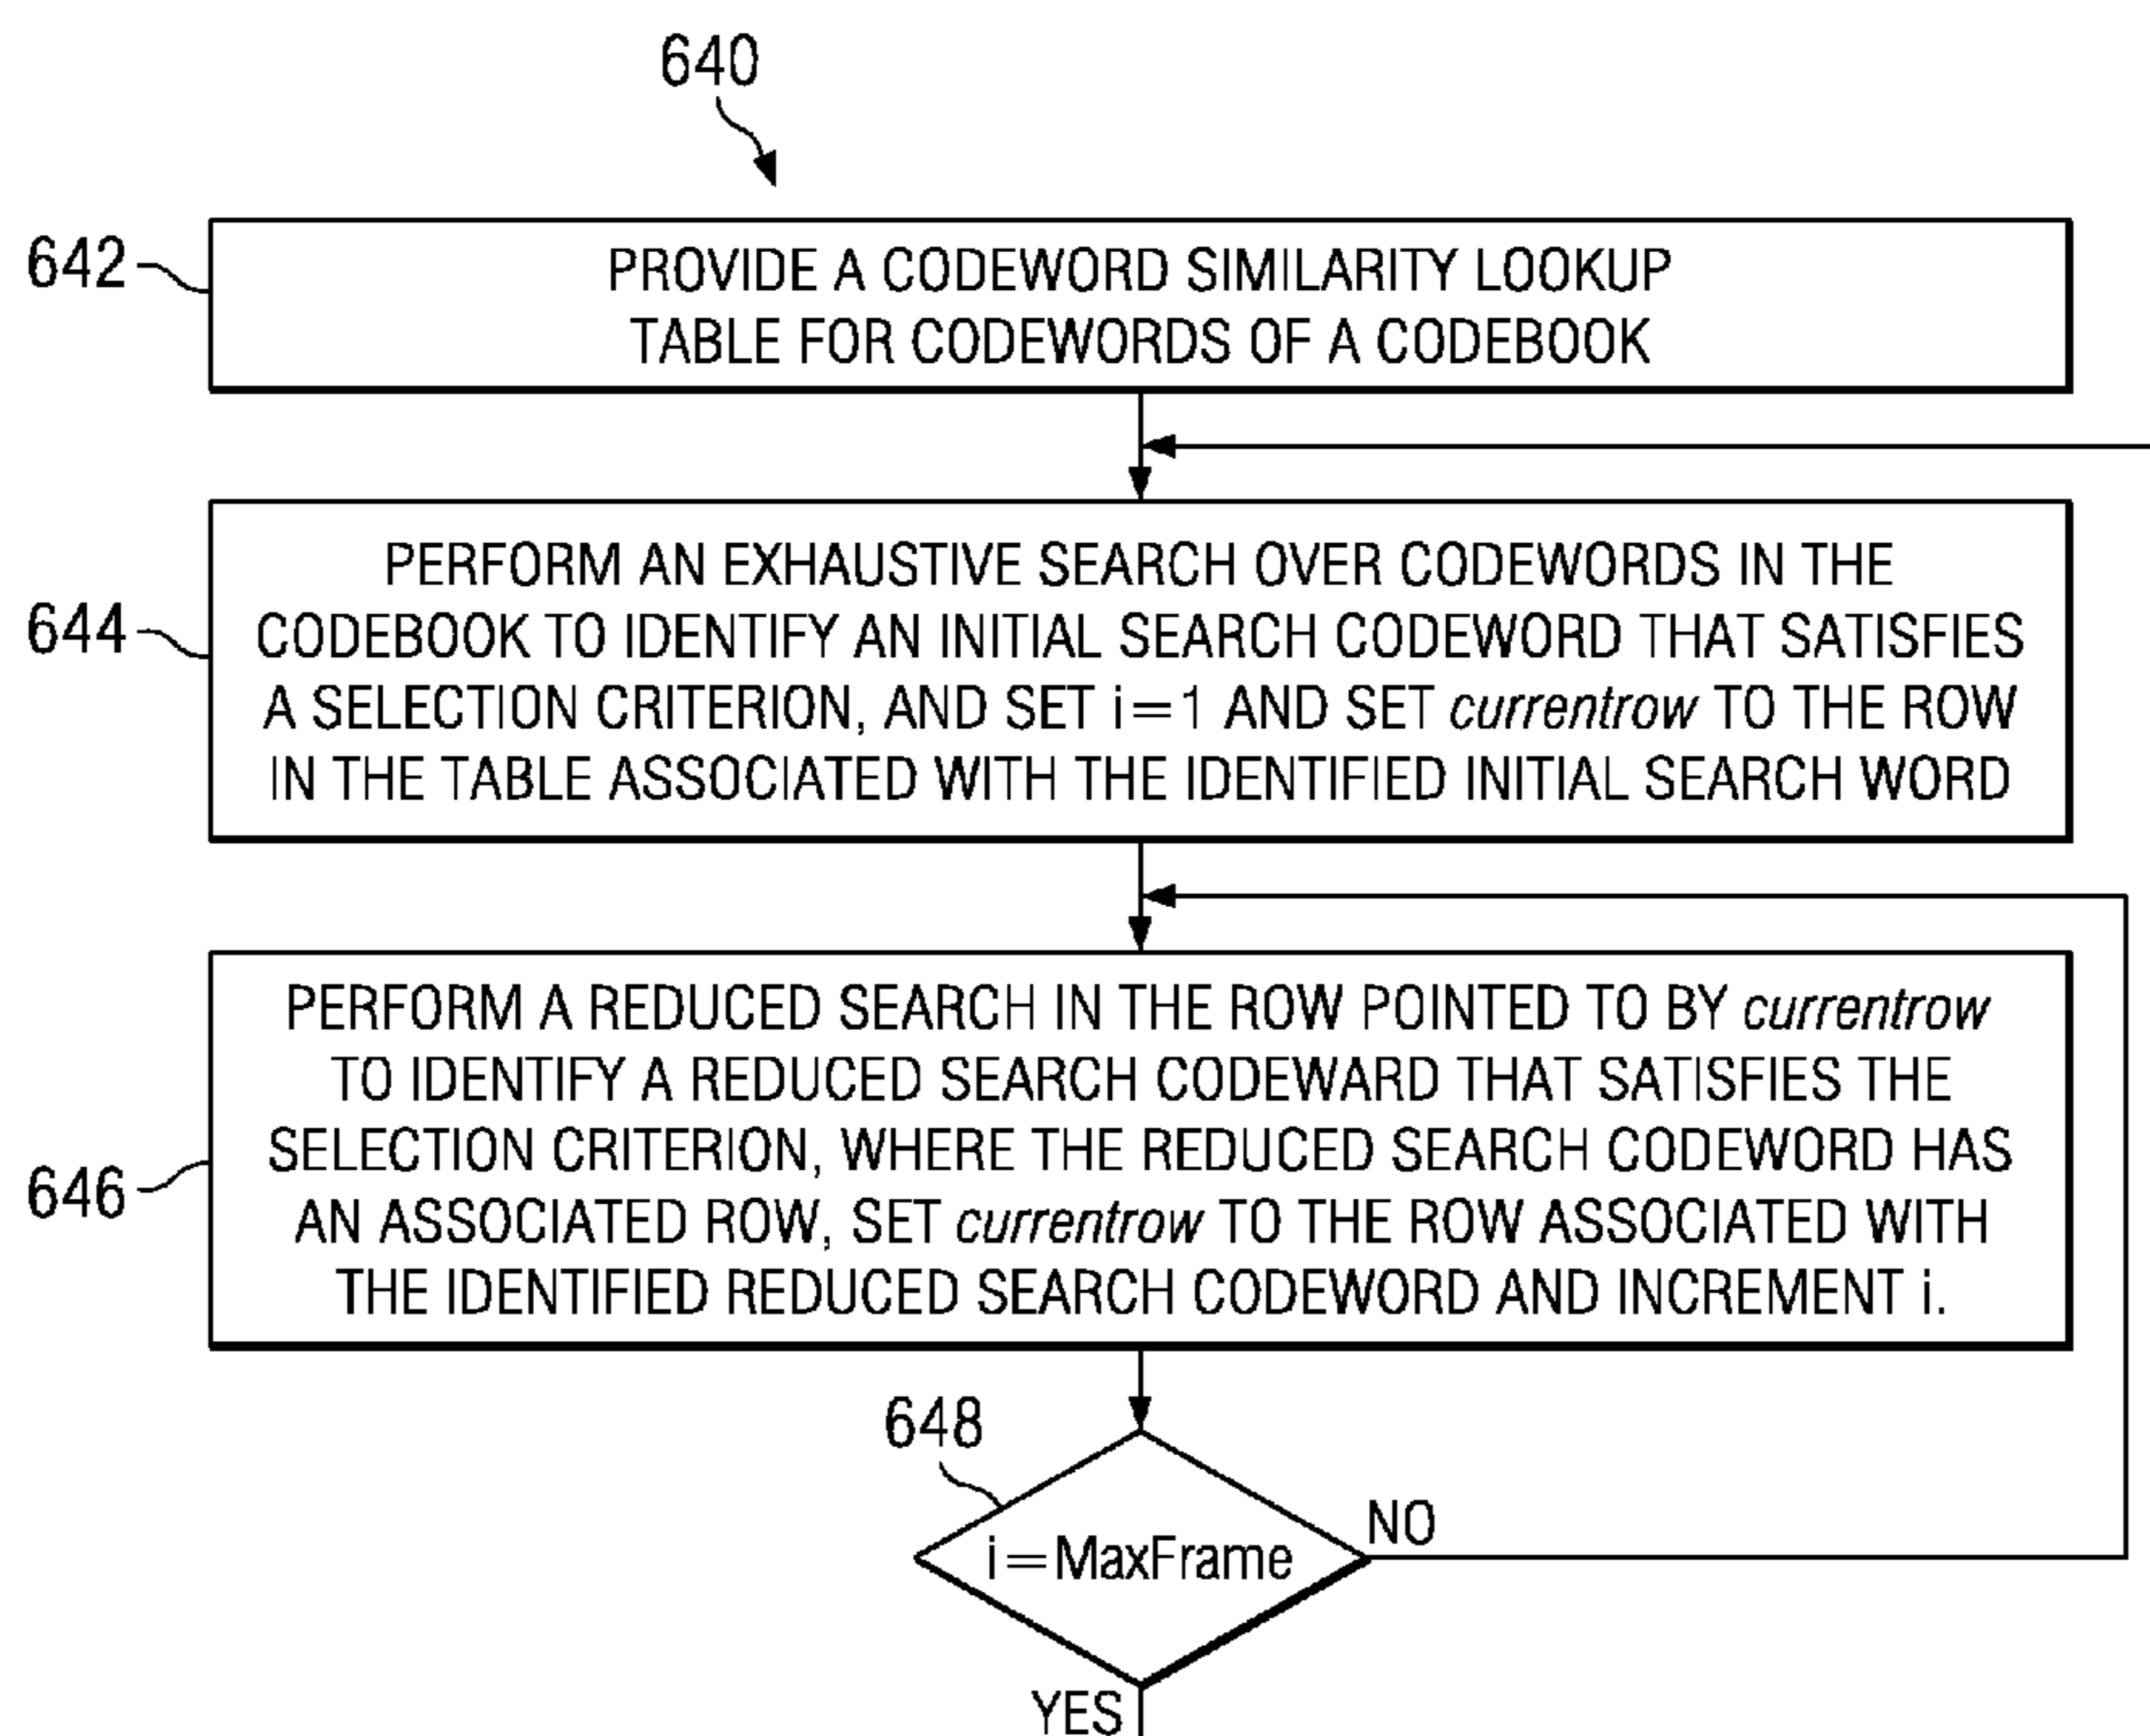 640
642
PROVIDE A CODEWORD SIMILARITY LOOKUP
TABLE FOR CODEWORDS OF A CODEBOOK
644
PERFORM AN EXHAUSTIVE SEARCH OVER CODEWORDS IN THE
CODEBOOK TO IDENTIFY AN INITIAL SEARCH CODEWORD THAT SATISFIES
A SELECTION CRITERION, AND SET i=1 AND SET currentrow TO THE ROW
IN THE TABLE ASSOCIATED WITH THE IDENTIFIED INITIAL SEARCH WORD
646
PERFORM A REDUCED SEARCH IN THE ROW POINTED TO BY currentrow
TO IDENTIFY A REDUCED SEARCH CODEWARD THAT SATISFIES THE
SELECTION CRITERION, WHERE THE REDUCED SEARCH CODEWORD HAS
AN ASSOCIATED ROW, SET currentrow TO THE ROW ASSOCIATED WITH
THE IDENTIFIED REDUCED SEARCH CODEWORD AND INCREMENT i.
648
i=MaxFrame
NO
YES